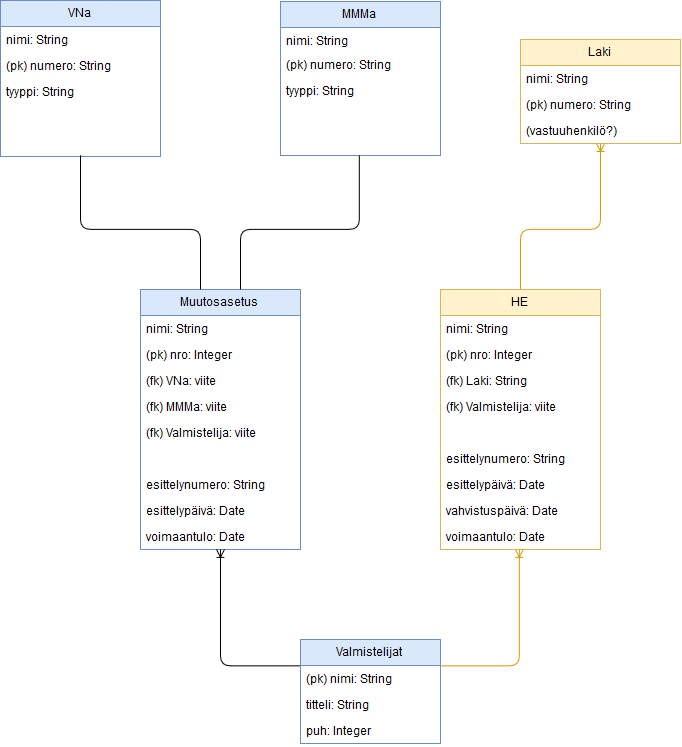 VNa
nimi: String
(pk) numero: String
tyyppi: String
MMMa
nimi: String
(pk) numero: String
tyyppi: String
Laki
nimi: String
(pk) numero: String
(vastuuhenkilö?)
Muutosasetus
nimi: String
(pk) nro: Integer
(fk) VNa: viite
(fk) MMMa: viite
(fk) Valmistelija: viite
esittelynumero: String
esittelypäivä: Date
voimaantulo: Date
HE
nimi: String
(pk) nro: Integer
(fk) Laki: String
(fk) Valmistelija: viite
esittelynumero: String
esittelypäivä: Date
vahvistuspäivä: Date
voimaantulo: Date
Valmistelijat
(pk) nimi: String
titteli: String
puh: Integer